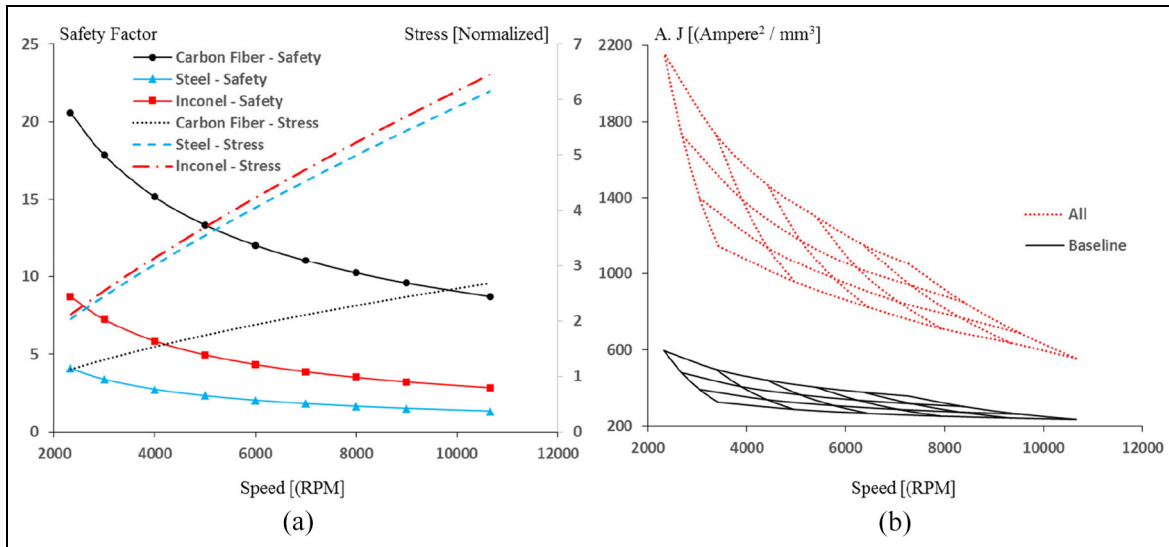 Safety Factor
Stress [Normalized]
25
20
15
10
5
0
7
6
5
4
3
2
1
0
Carbon Fiber - Safety
Steel - Safety
Inconel - Safety
Carbon Fiber - Stress
Steel - Stress
Inconel - Stress
2000 4000 6000 8000 10000 12000
Speed [(RPM]
(a)
A. J [(Ampere² / mm³]
2200
1800
1400
1000
600
200
All
Baseline
2000 4000 6000 8000 10000 12000
Speed [(RPM]
(b)